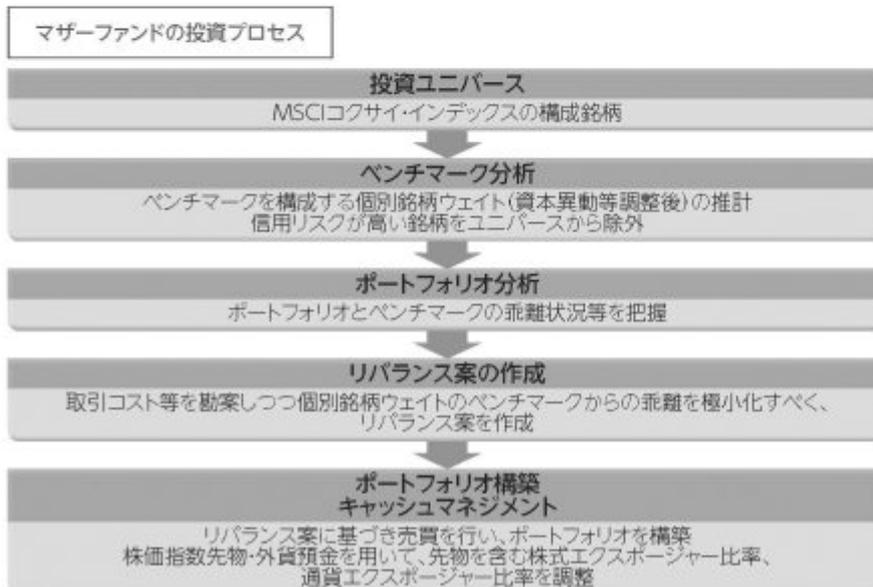 マザーファンドの投資プロセス
投資ユニバース
MSCIコクサイ・インデックスの構成銘柄
ベンチマーク分析
ベンチマークを構成する個別銘柄ウェイト(資本異動等調整後)の推計
信用リスクが高い銘柄をユニバースから除外
ポートフォリオ分析
ポートフォリオとベンチマークの乖離状況等を把握
リバランス案の作成
取引コスト等を勘案しつつ個別銘柄ウェイトのベンチマークからの乖離を極小化すべく、
リバランス案を作成
ポートフォリオ構築
キャッシュマネジメント
リバランス案に基づき売買を行い、ポートフォリオを構築
株価指数先物・外貨預金を用いて、先物を含む株式エクスポージャー比率、
通貨エクスポージャー比率を調整